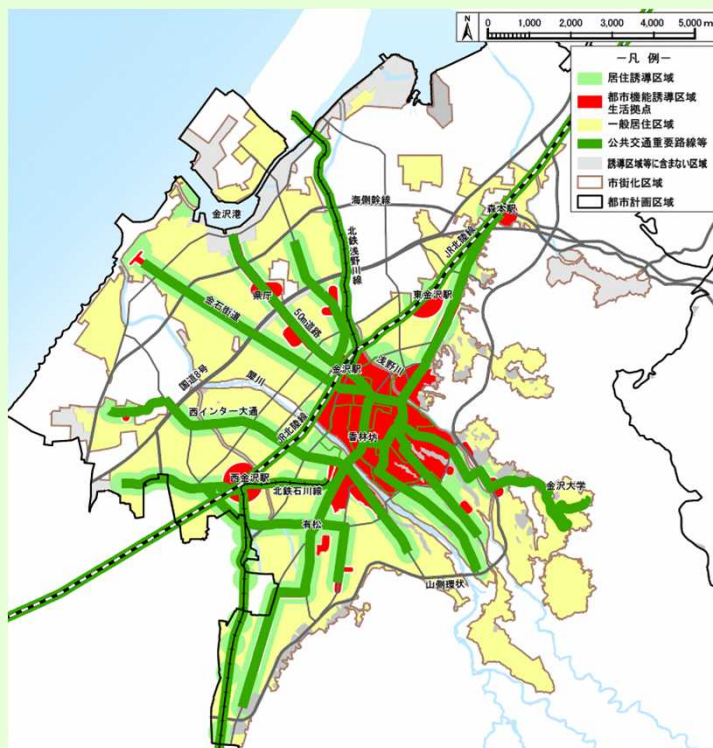 N
0 1,000 2,000 3,000 4,000 5,000 m
－凡 例－
居住誘導区域
都市機能誘導区域
生活拠点
一般居住区域
公共交通重要路線等
誘導区域等に含まない区域
市街化区域
都市計画区域
金沢港
海側幹線
森本駅
北鉄浅野川線
JR北陸線
県庁
50m道路
東金沢駅
金石街道
国道8号
金沢駅
浅野川
犀川
西インター大通
JR北陸線
香林坊
西金沢駅
北鉄石川線
金沢大学
有松
山側環状